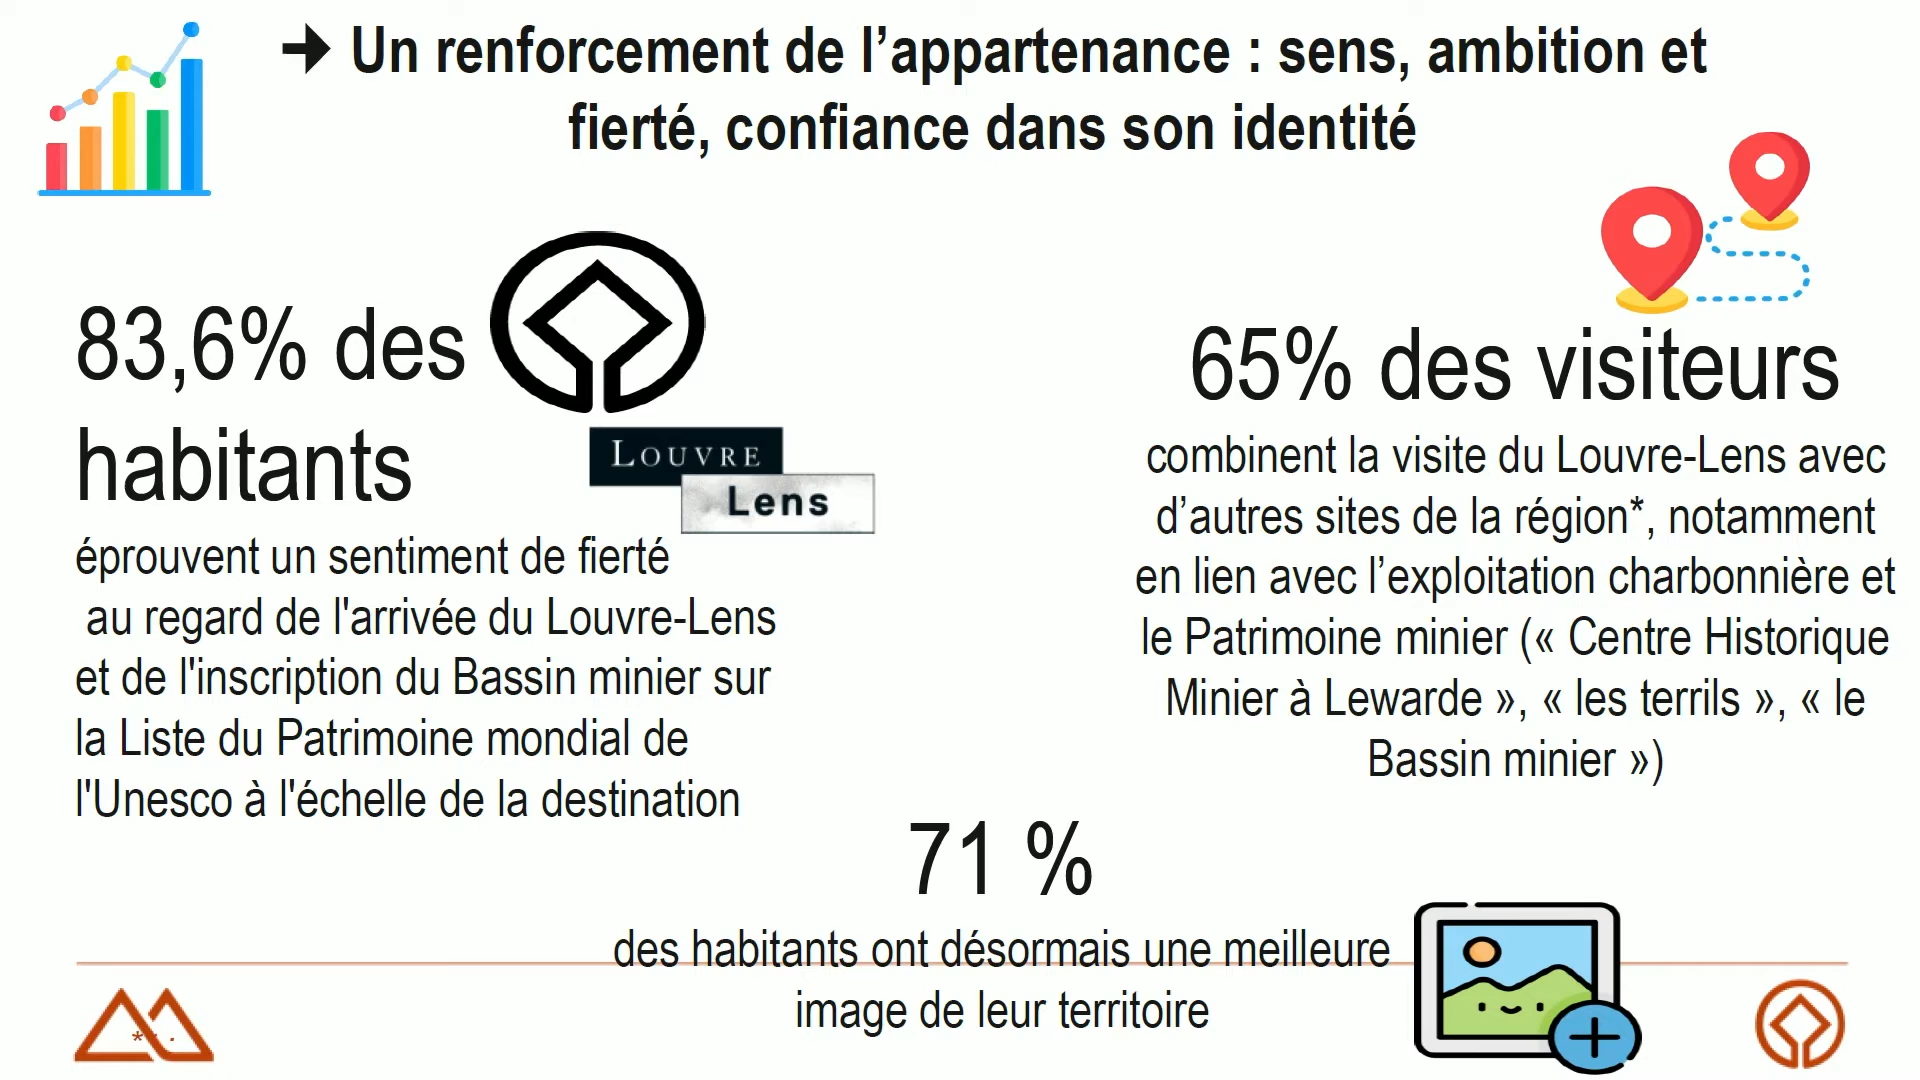 ➔ Un renforcement de l’appartenance : sens, ambition et
fierté, confiance dans son identité
83,6% des
habitants
LOUVRE
Lens
éprouvent un sentiment de fierté
au regard de l'arrivée du Louvre-Lens
et de l'inscription du Bassin minier sur
la Liste du Patrimoine mondial de
l'Unesco à l'échelle de la destination
65% des visiteurs
combinent la visite du Louvre-Lens avec
d’autres sites de la région*, notamment
en lien avec l’exploitation charbonnière et
le Patrimoine minier (« Centre Historique
Minier à Lewarde », « les terrils », « le
Bassin minier »)
71 %
des habitants ont désormais une meilleure
image de leur territoire